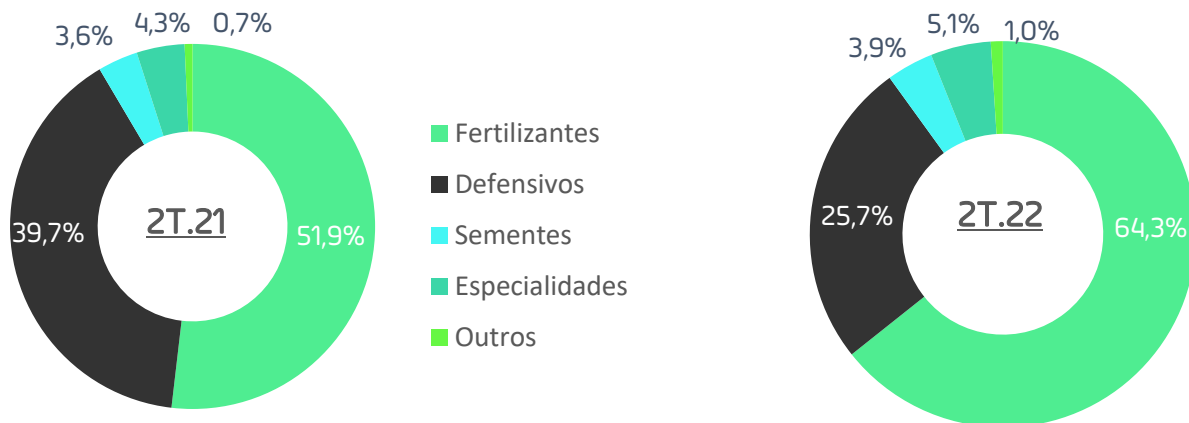 4,3%
0,7%
3,6%
39,7%
2T.21
51,9%
Fertilizantes
Defensivos
Sementes
Especialidades
Outros
5,1%
1,0%
3,9%
25,7%
2T.22
64,3%